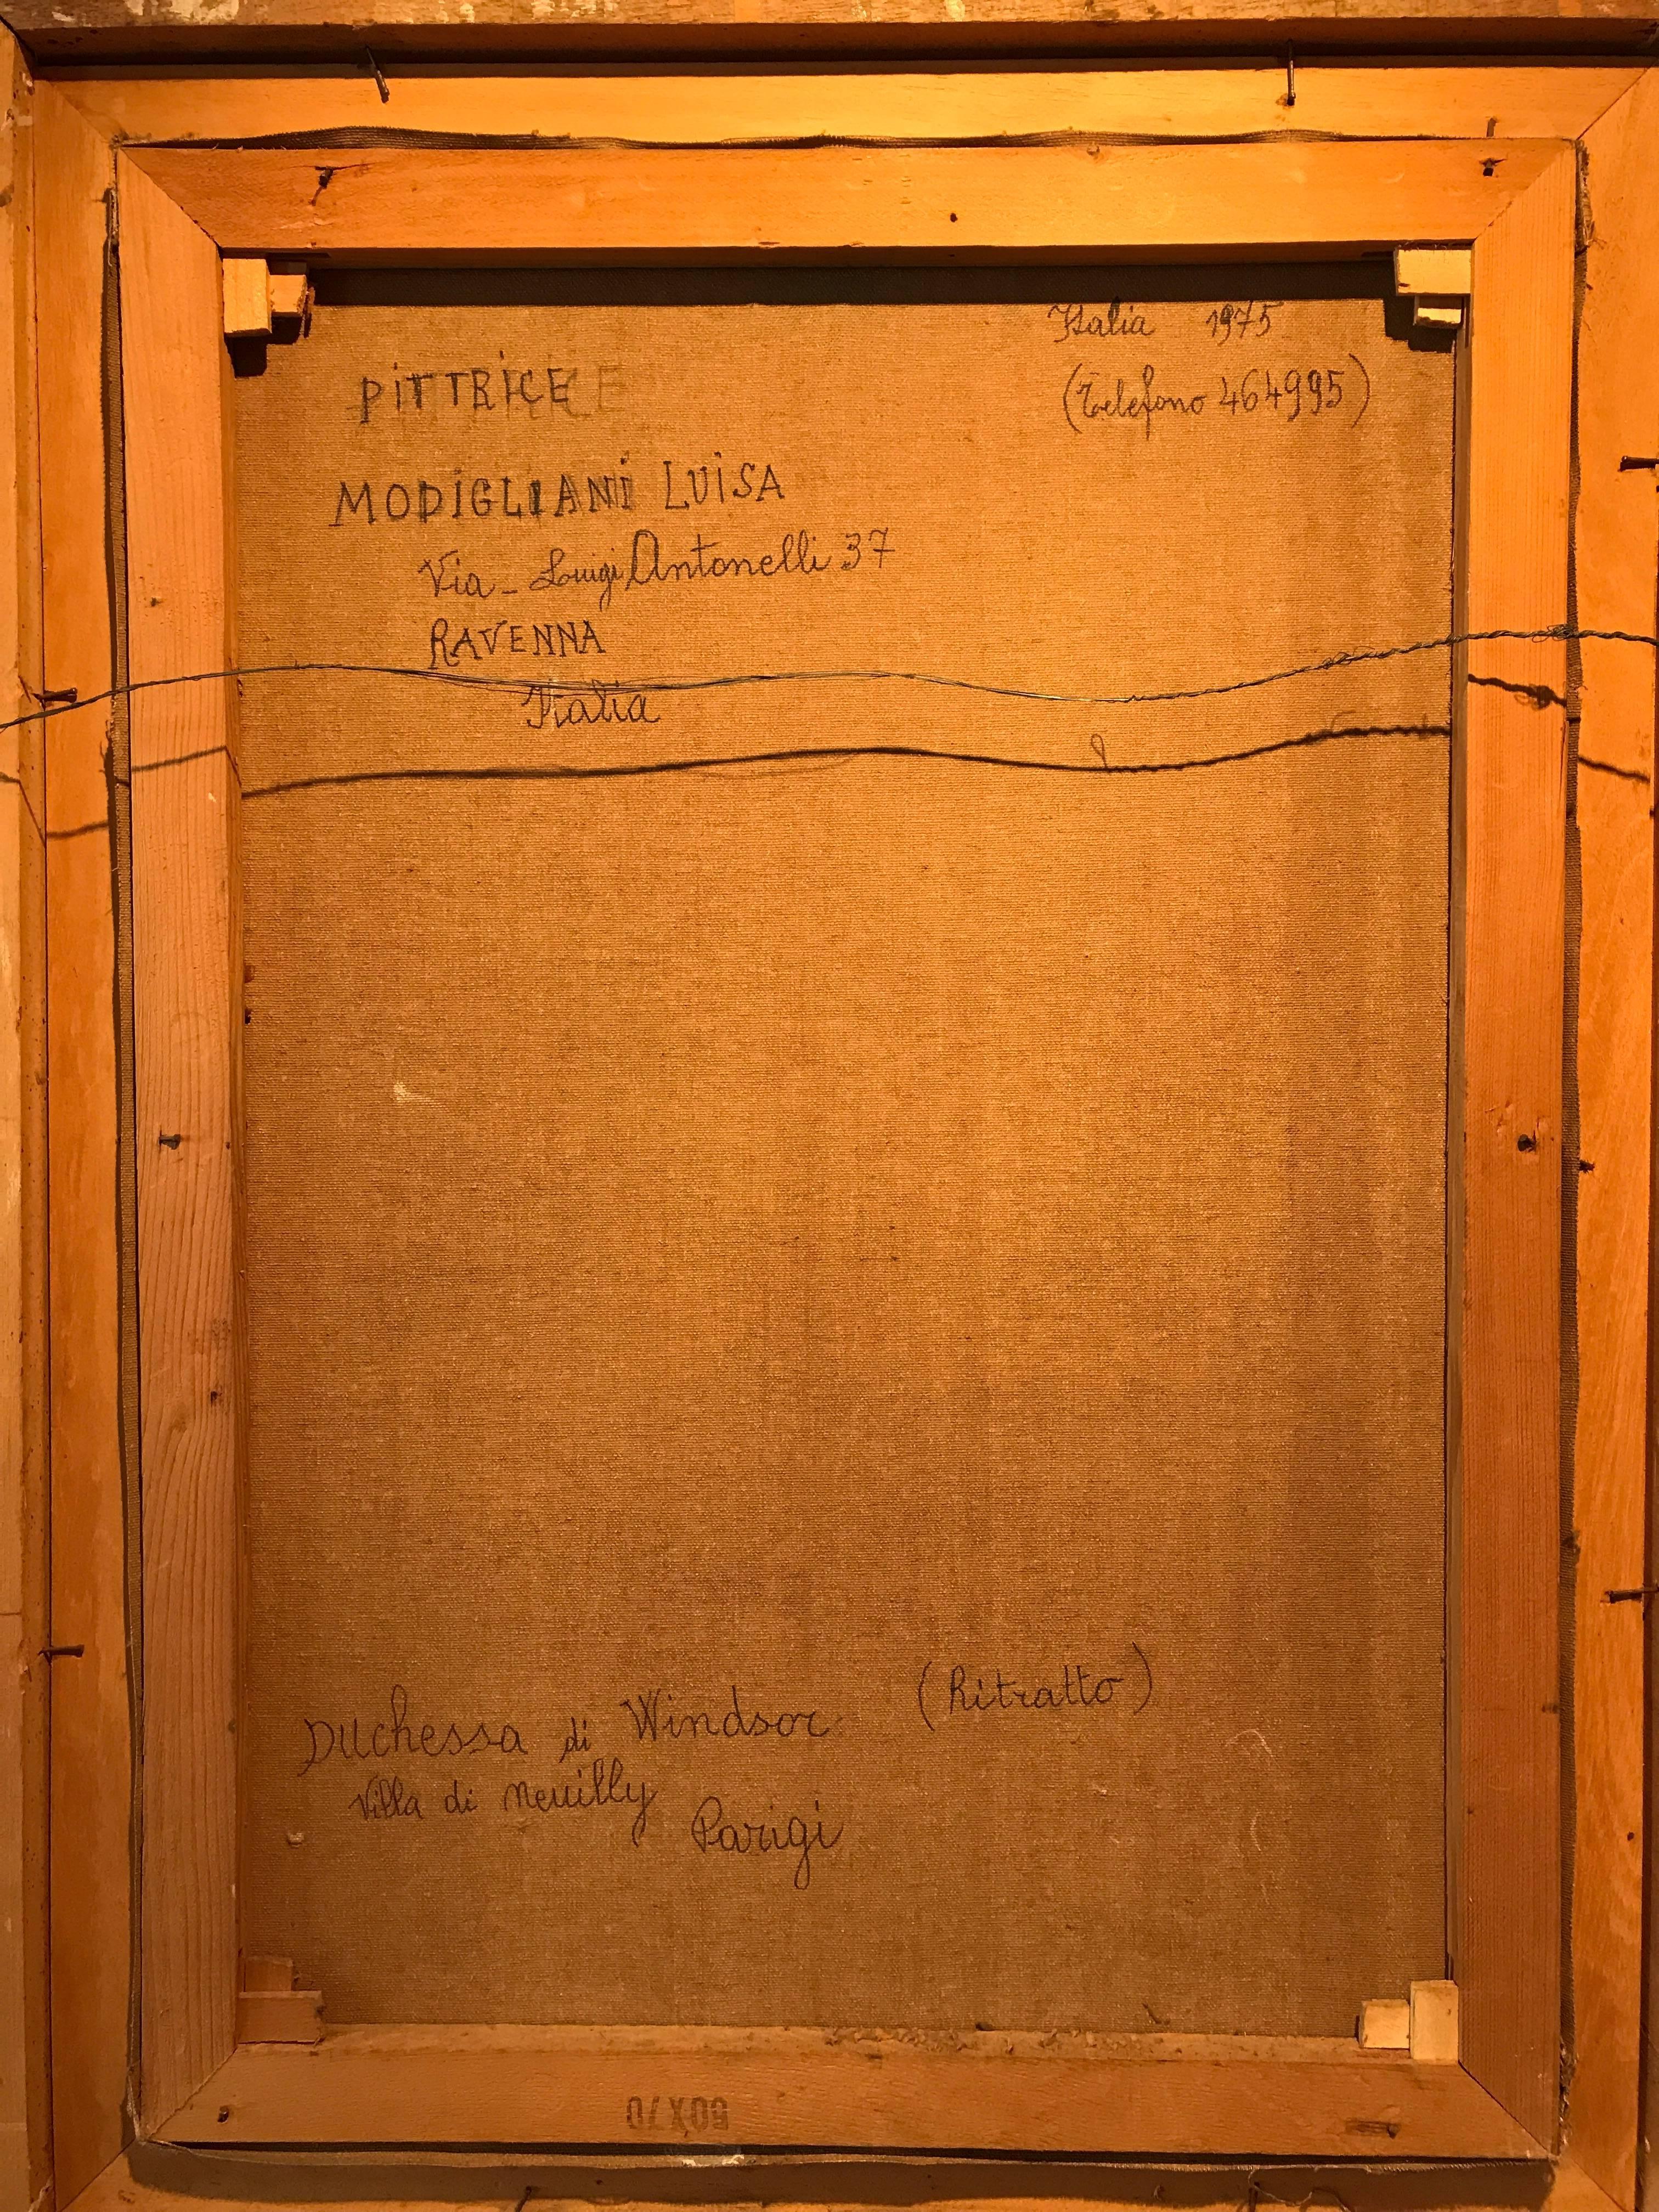 Italia 1975
(Telefono 464995)
PiTTRiCE
MODiGLIANi LUiSA
Via - Luigi Antonelli 37
RAVENNA
Italia
Duchessa di Windsor (Ritratto)
Villa di Neuilly
Parigi
50X70